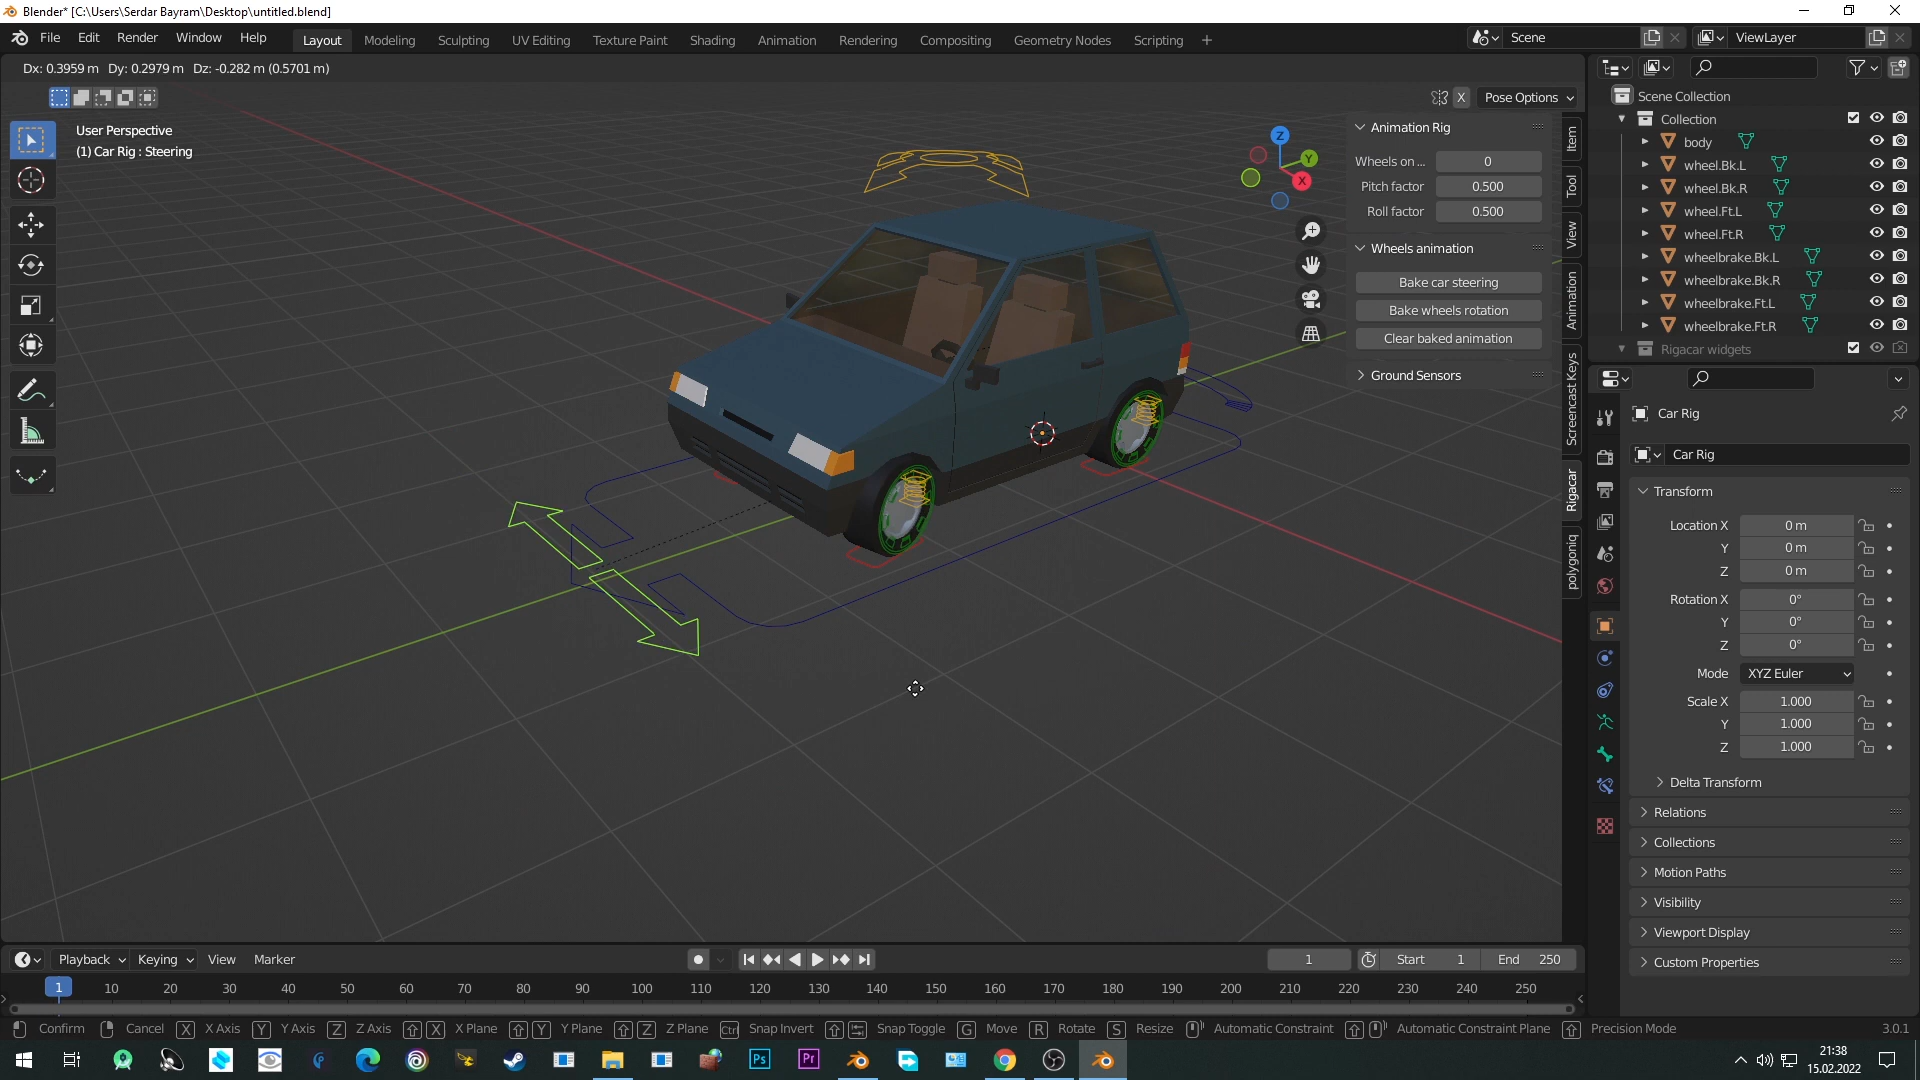 Blender* [C:\Users\Serdar Bayram\Desktop\untitled.blend]
File Edit Render Window Help Layout Modeling Sculpting UV Editing Texture Paint Shading Animation Rendering Compositing Geometry Nodes Scripting + Scene ViewLayer
Dx: 0.3959 m Dy: 0.2979 m Dz: -0.282 m (0.5701 m)
X Pose Options
User Perspective
(1) Car Rig : Steering
Z
Y
X
Animation Rig
Wheels on ... 0
Pitch factor 0.500
Roll factor 0.500
Wheels animation
Bake car steering
Bake wheels rotation
Clear baked animation
Ground Sensors
Item
Tool
View
Animation
Screencast Keys
Rigacar
polygoniq
Scene Collection
Collection
body
wheel.Bk.L
wheel.Bk.R
wheel.Ft.L
wheel.Ft.R
wheelbrake.Bk.L
wheelbrake.Bk.R
wheelbrake.Ft.L
wheelbrake.Ft.R
Rigacar widgets
Car Rig
Car Rig
Transform
Location X 0 m
Y 0 m
Z 0 m
Rotation X 0°
Y 0°
Z 0°
Mode XYZ Euler
Scale X 1.000
Y 1.000
Z 1.000
Delta Transform
Relations
Collections
Motion Paths
Visibility
Viewport Display
Custom Properties
Playback Keying View Marker 1 Start 1 End 250
1 10 20 30 40 50 60 70 80 90 100 110 120 130 140 150 160 170 180 190 200 210 220 230 240 250
Confirm Cancel X X Axis Y Y Axis Z Z Axis X X Plane Y Y Plane Z Z Plane Ctrl Snap Invert Snap Toggle G Move R Rotate S Resize Automatic Constraint Automatic Constraint Plane Precision Mode 3.0.1
Ps Pr
21:38
15.02.2022